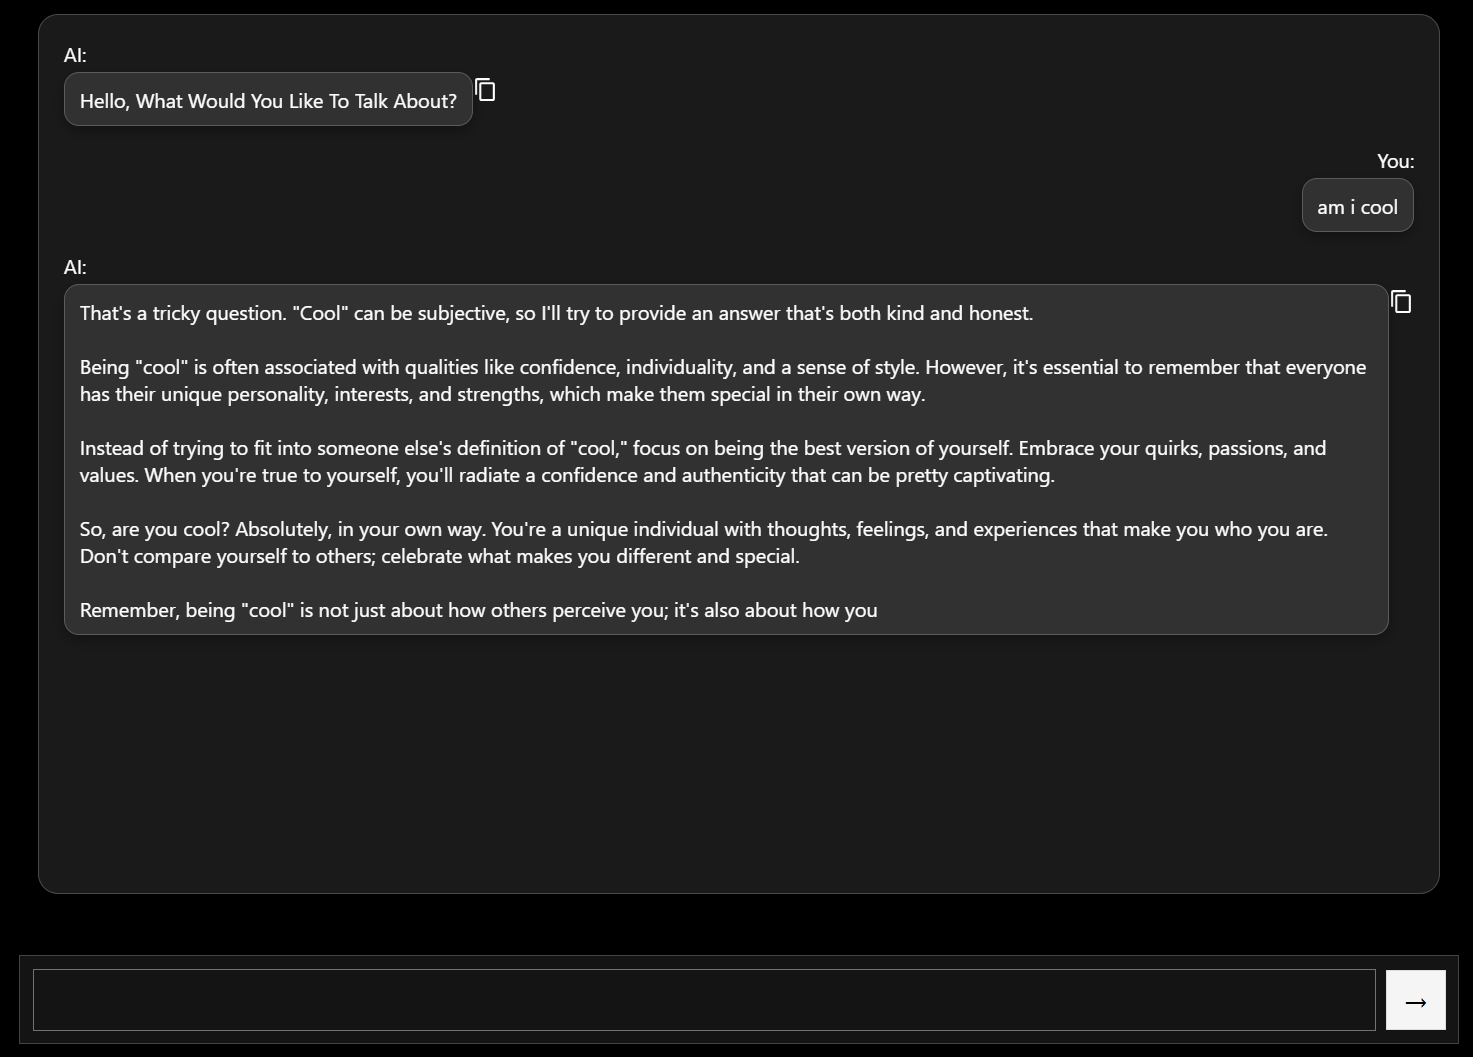 AI:
Hello, What Would You Like To Talk About?
You:
am i cool
AI:
That's a tricky question. "Cool" can be subjective, so I'll try to provide an answer that's both kind and honest.
Being "cool" is often associated with qualities like confidence, individuality, and a sense of style. However, it's essential to remember that everyone
has their unique personality, interests, and strengths, which make them special in their own way.
Instead of trying to fit into someone else's definition of "cool," focus on being the best version of yourself. Embrace your quirks, passions, and
values. When you're true to yourself, you'll radiate a confidence and authenticity that can be pretty captivating.
So, are you cool? Absolutely, in your own way. You're a unique individual with thoughts, feelings, and experiences that make you who you are.
Don't compare yourself to others; celebrate what makes you different and special.
Remember, being "cool" is not just about how others perceive you; it's also about how you